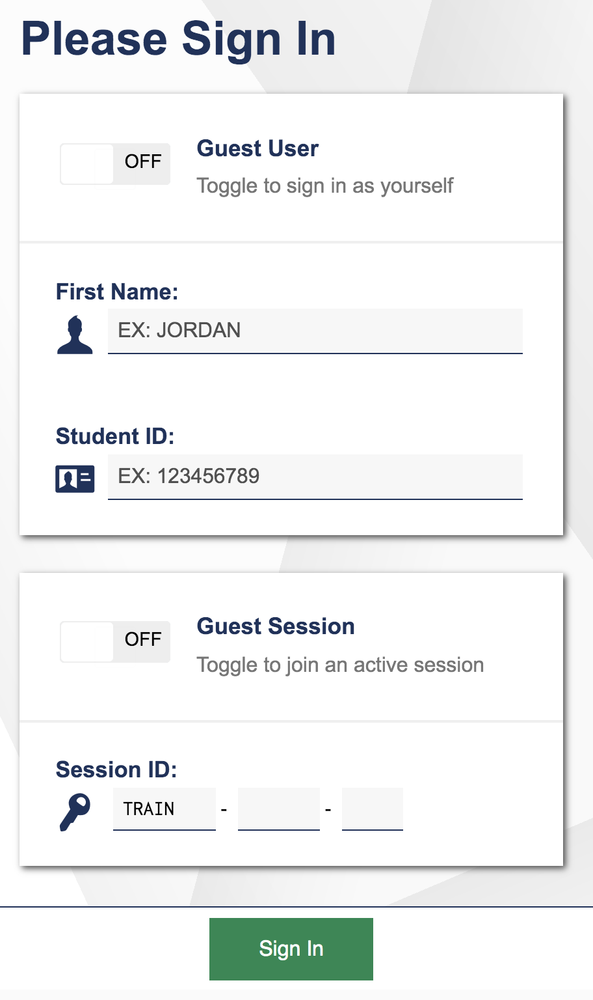 Please Sign In
OFF
Guest User
Toggle to sign in as yourself
First Name:
EX: JORDAN
Student ID:
EX: 123456789
OFF
Guest Session
Toggle to join an active session
Session ID:
TRAIN - -
Sign In